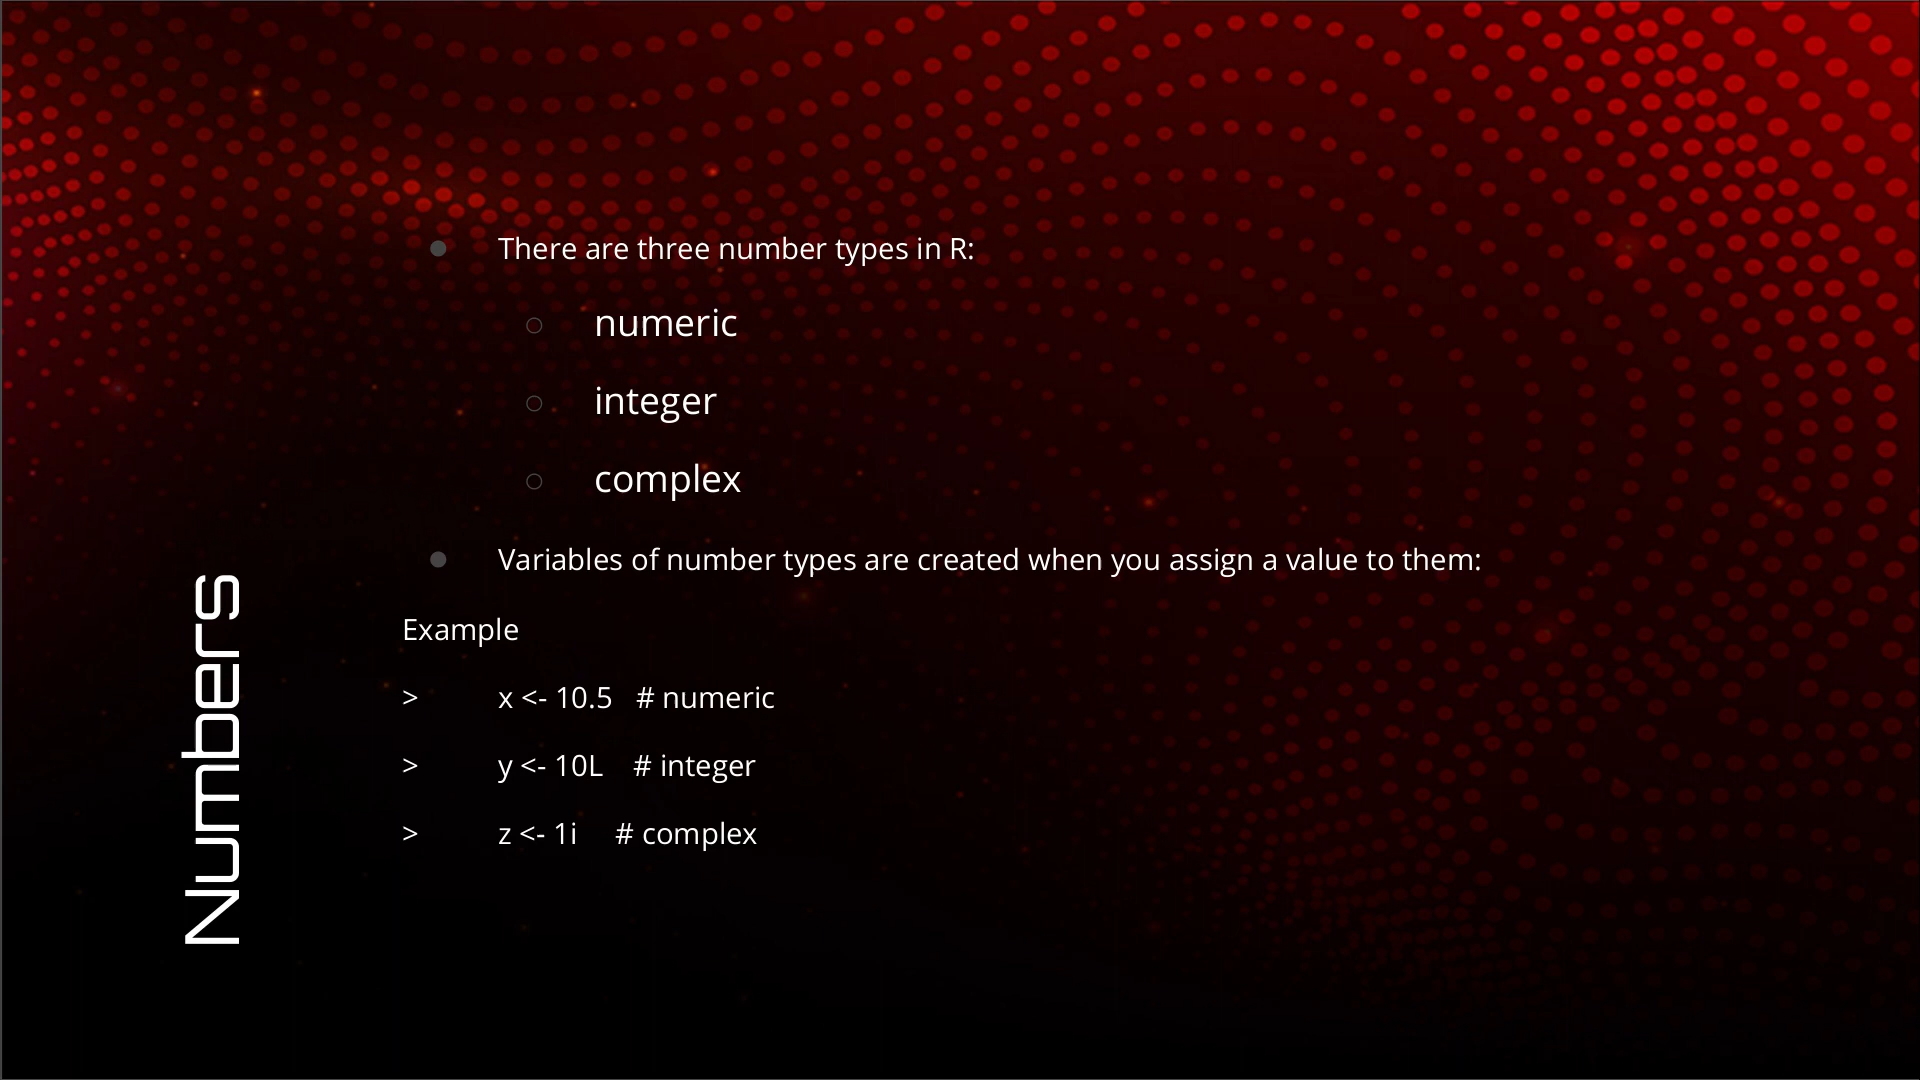 Numbers
● There are three number types in R:
○ numeric
○ integer
○ complex
● Variables of number types are created when you assign a value to them:
Example
> x <- 10.5 # numeric
> y <- 10L # integer
> z <- 1i # complex